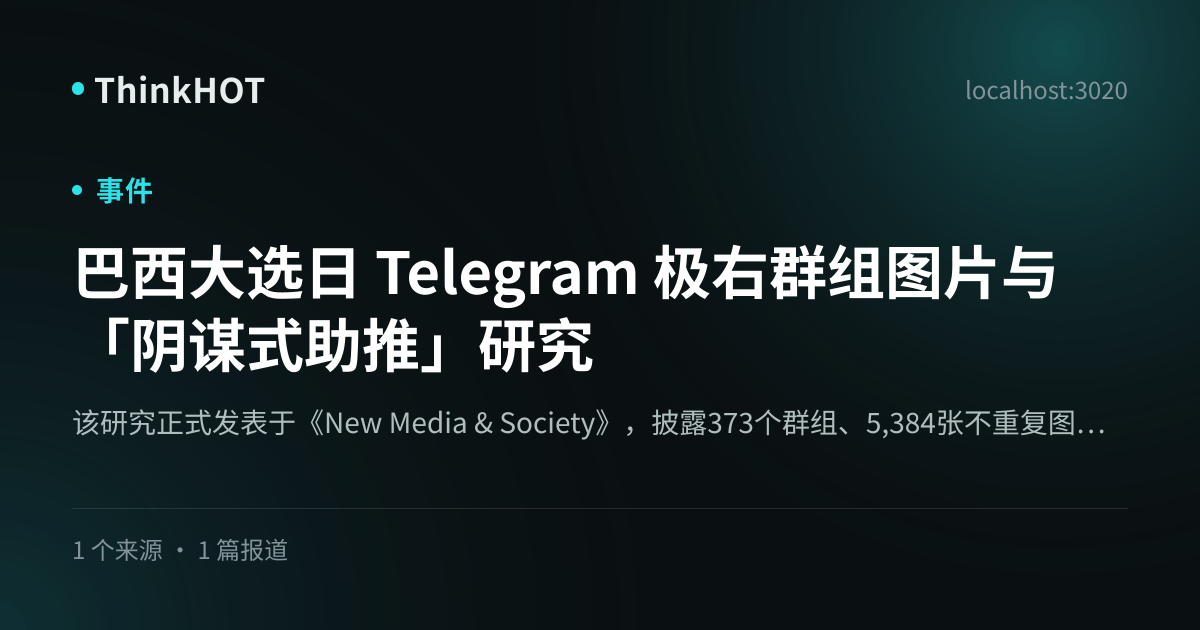 ThinkHOT
localhost:3020
事件
巴西大选日 Telegram 极右群组图片与
「阴谋式助推」研究
该研究正式发表于《New Media & Society》，披露373个群组、5,384张不重复图…
1 个来源 · 1 篇报道